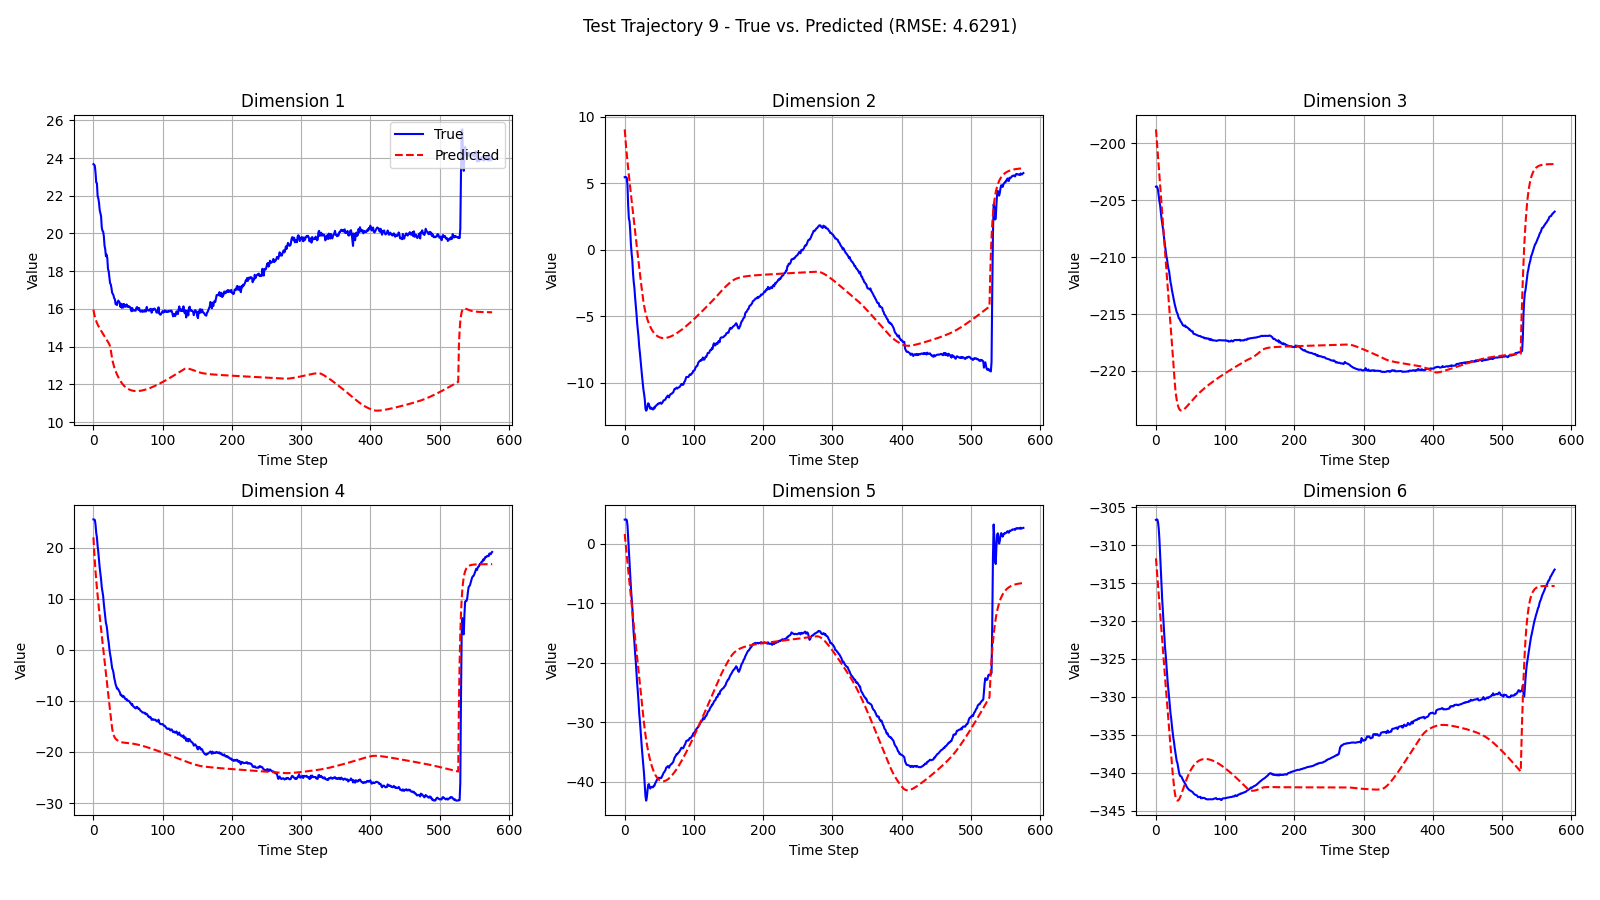 Test Trajectory 9 - True vs. Predicted (RMSE: 4.6291)
Dimension 1
26
24
22
20
18
16
14
12
10
Value
0 100 200 300 400 500 600
Time Step
True
Predicted
Dimension 2
10
5
0
−5
−10
Value
0 100 200 300 400 500 600
Time Step
Dimension 3
−200
−205
−210
−215
−220
Value
0 100 200 300 400 500 600
Time Step
Dimension 4
20
10
0
−10
−20
−30
Value
0 100 200 300 400 500 600
Time Step
Dimension 5
0
−10
−20
−30
−40
Value
0 100 200 300 400 500 600
Time Step
Dimension 6
−305
−310
−315
−320
−325
−330
−335
−340
−345
Value
0 100 200 300 400 500 600
Time Step